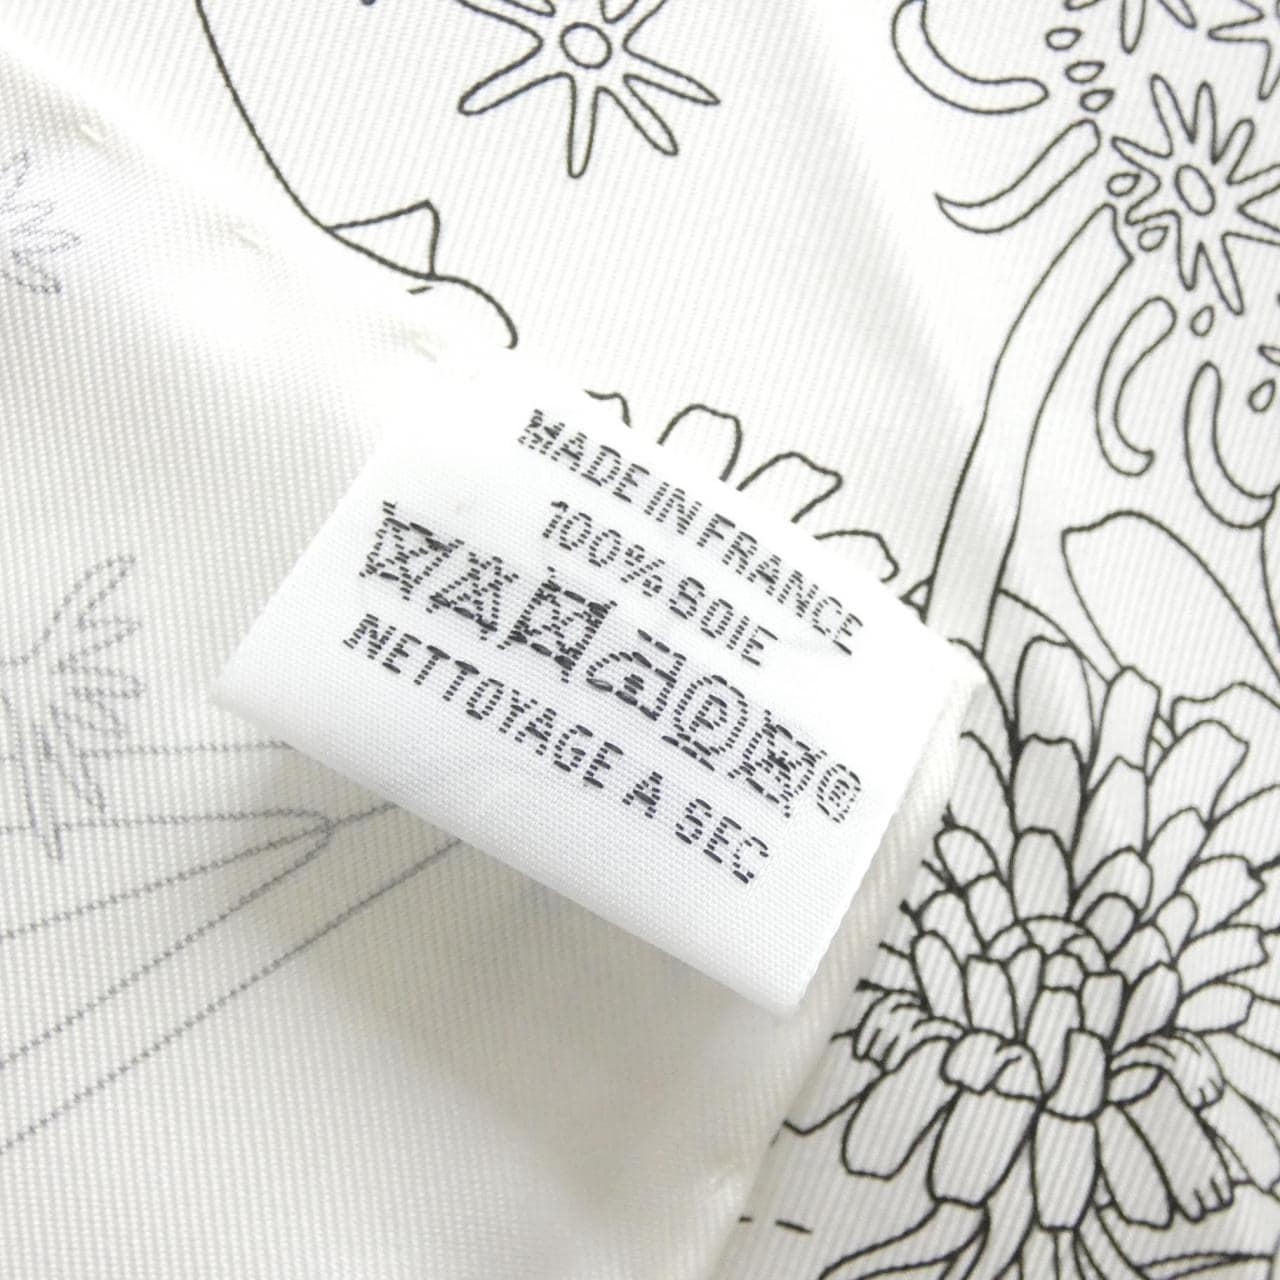 MADE IN FRANCE
100% SOIE
P ®
NETTOYAGE A SEC